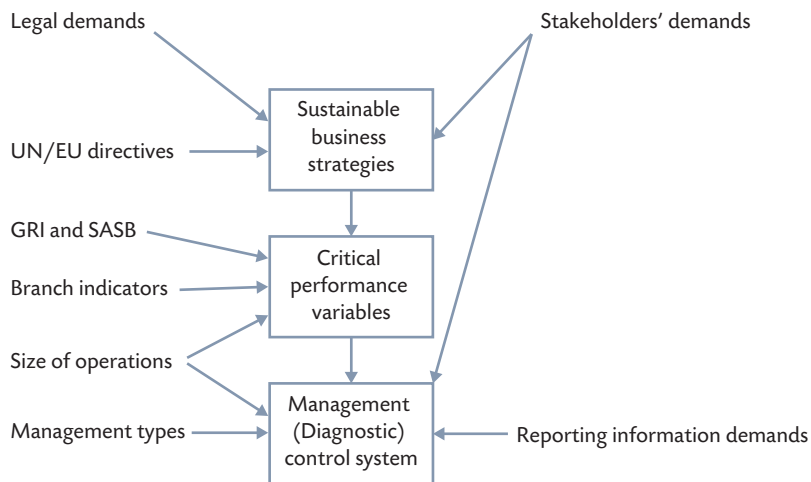 Legal demands
Stakeholders’ demands
Sustainable
business
strategies
UN/EU directives
GRI and SASB
Critical
performance
variables
Branch indicators
Size of operations
Management
(Diagnostic)
control system
Management types
Reporting information demands